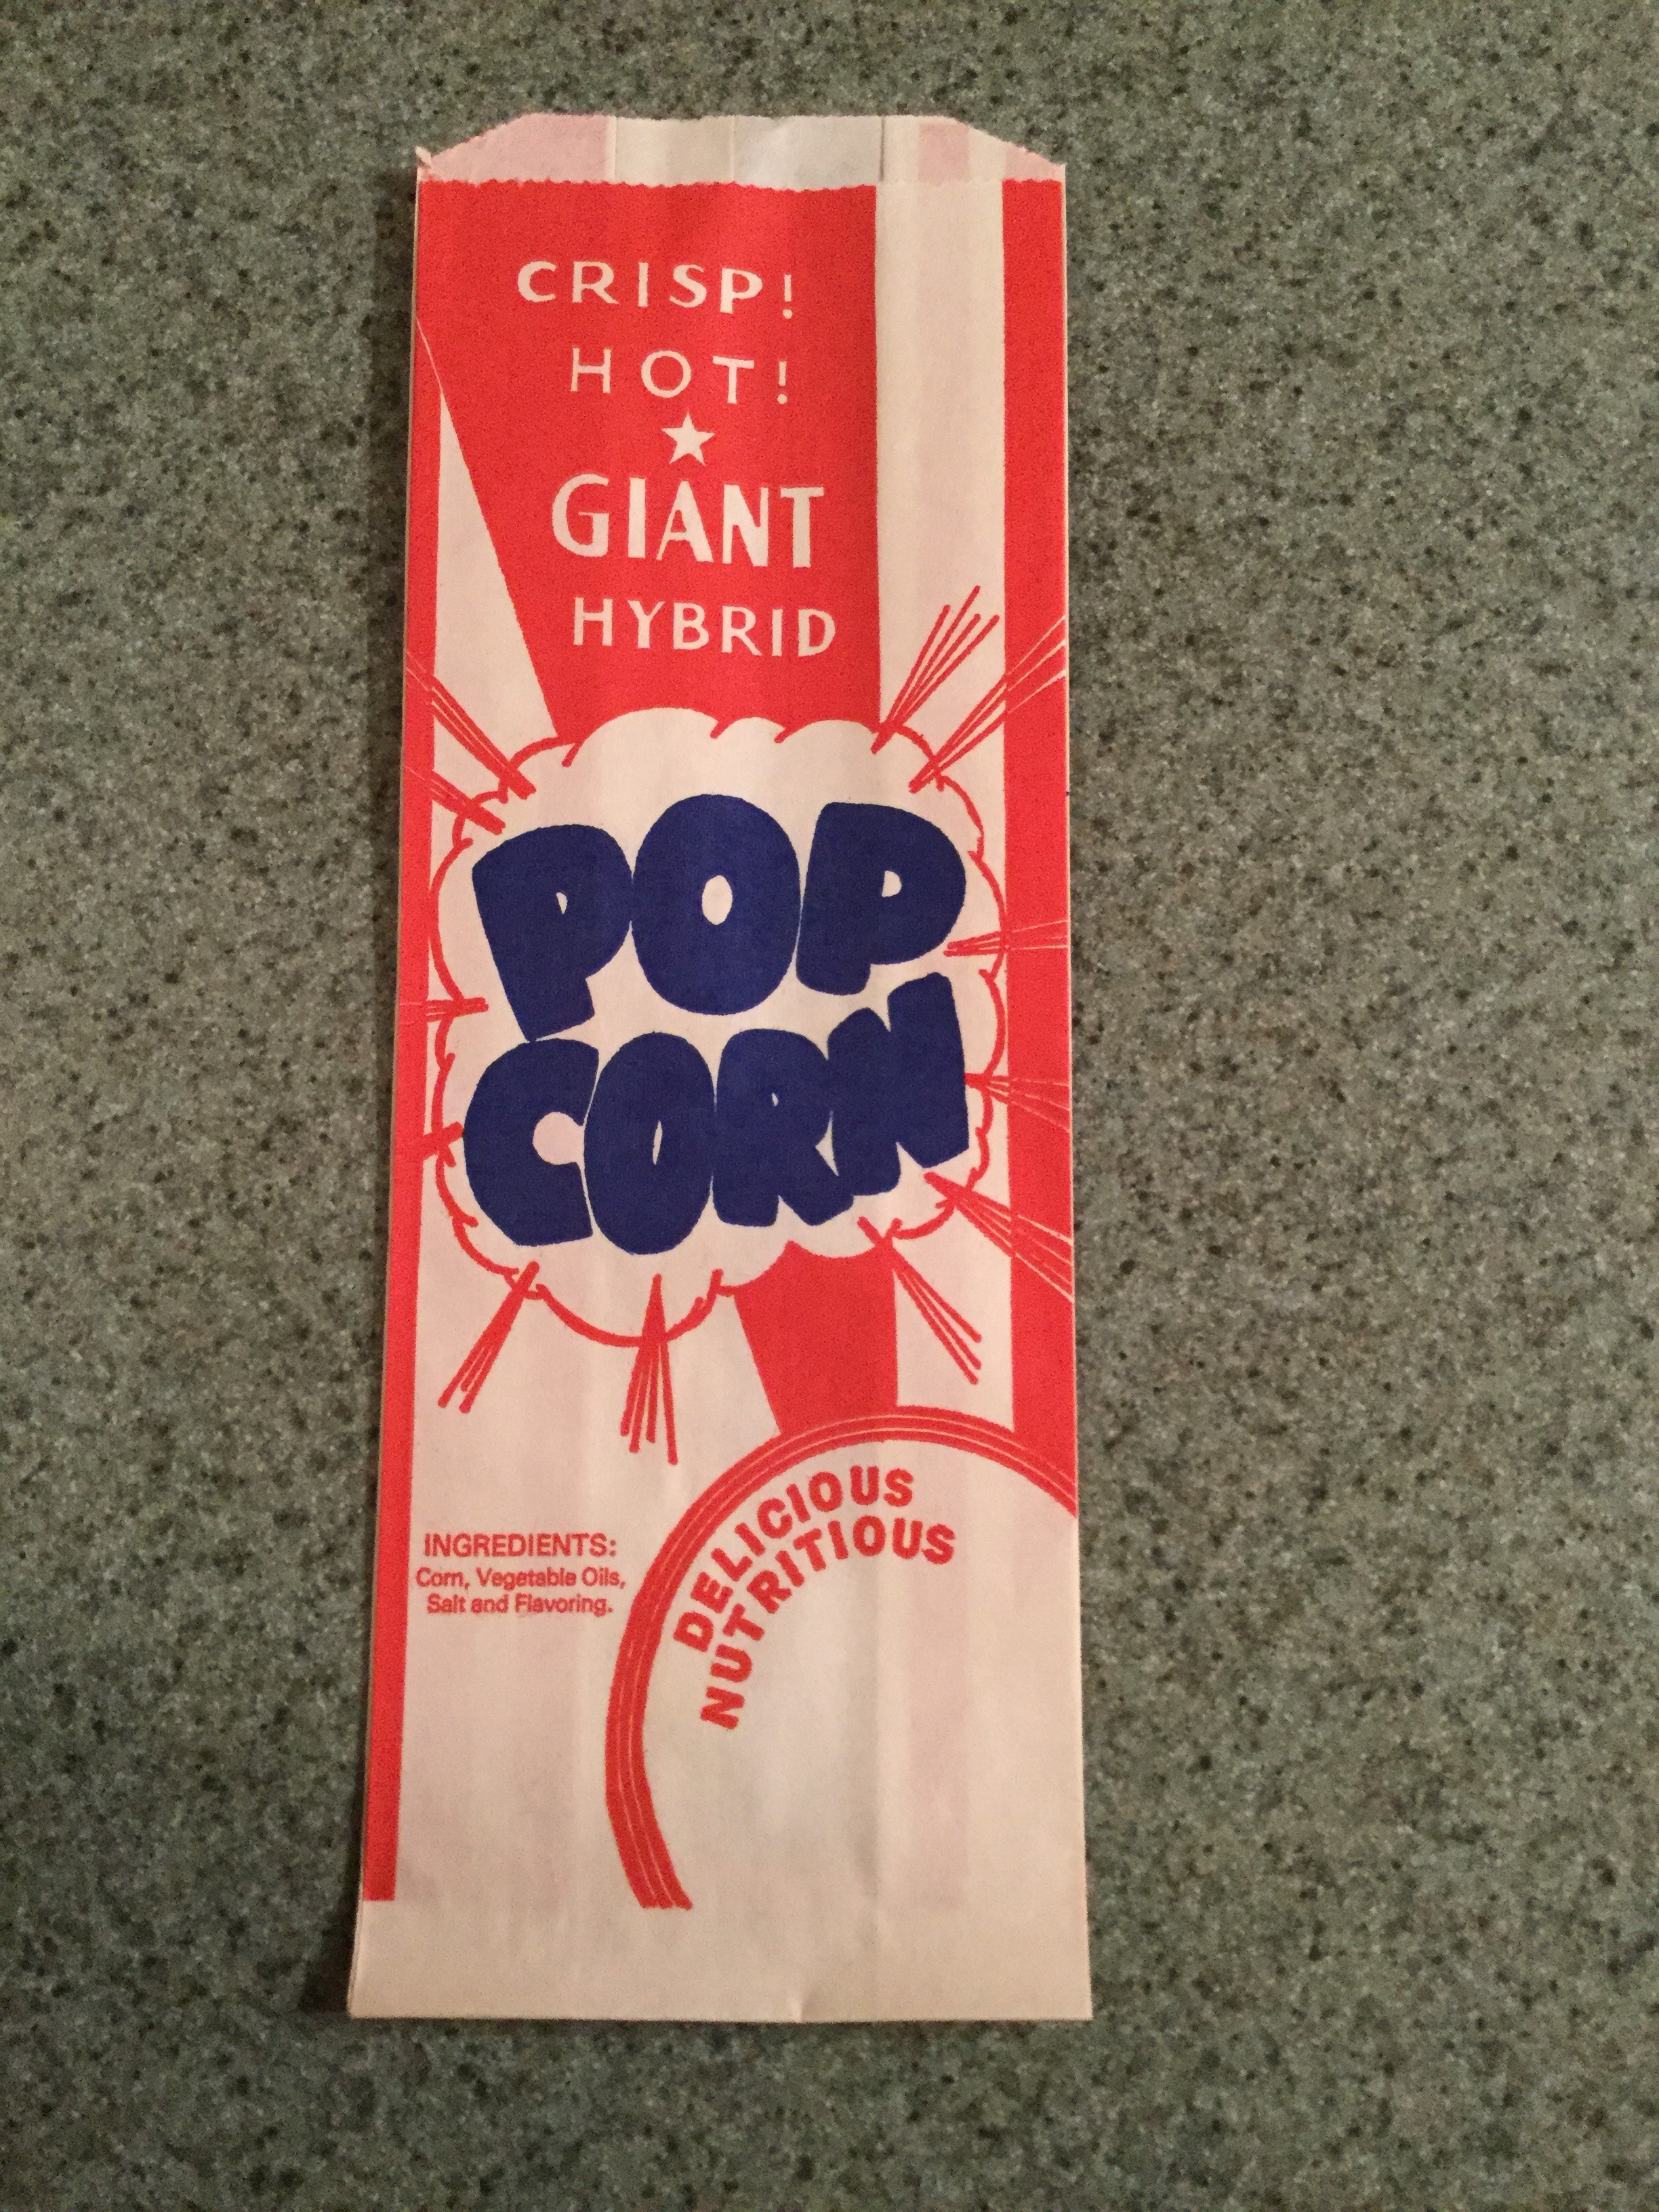 CRISP!
HOT!
GIANT
HYBRID
POP
CORN
INGREDIENTS:
Corn, Vegetable Oils,
Salt and Flavoring.
DELICIOUS
NUTRITIOUS